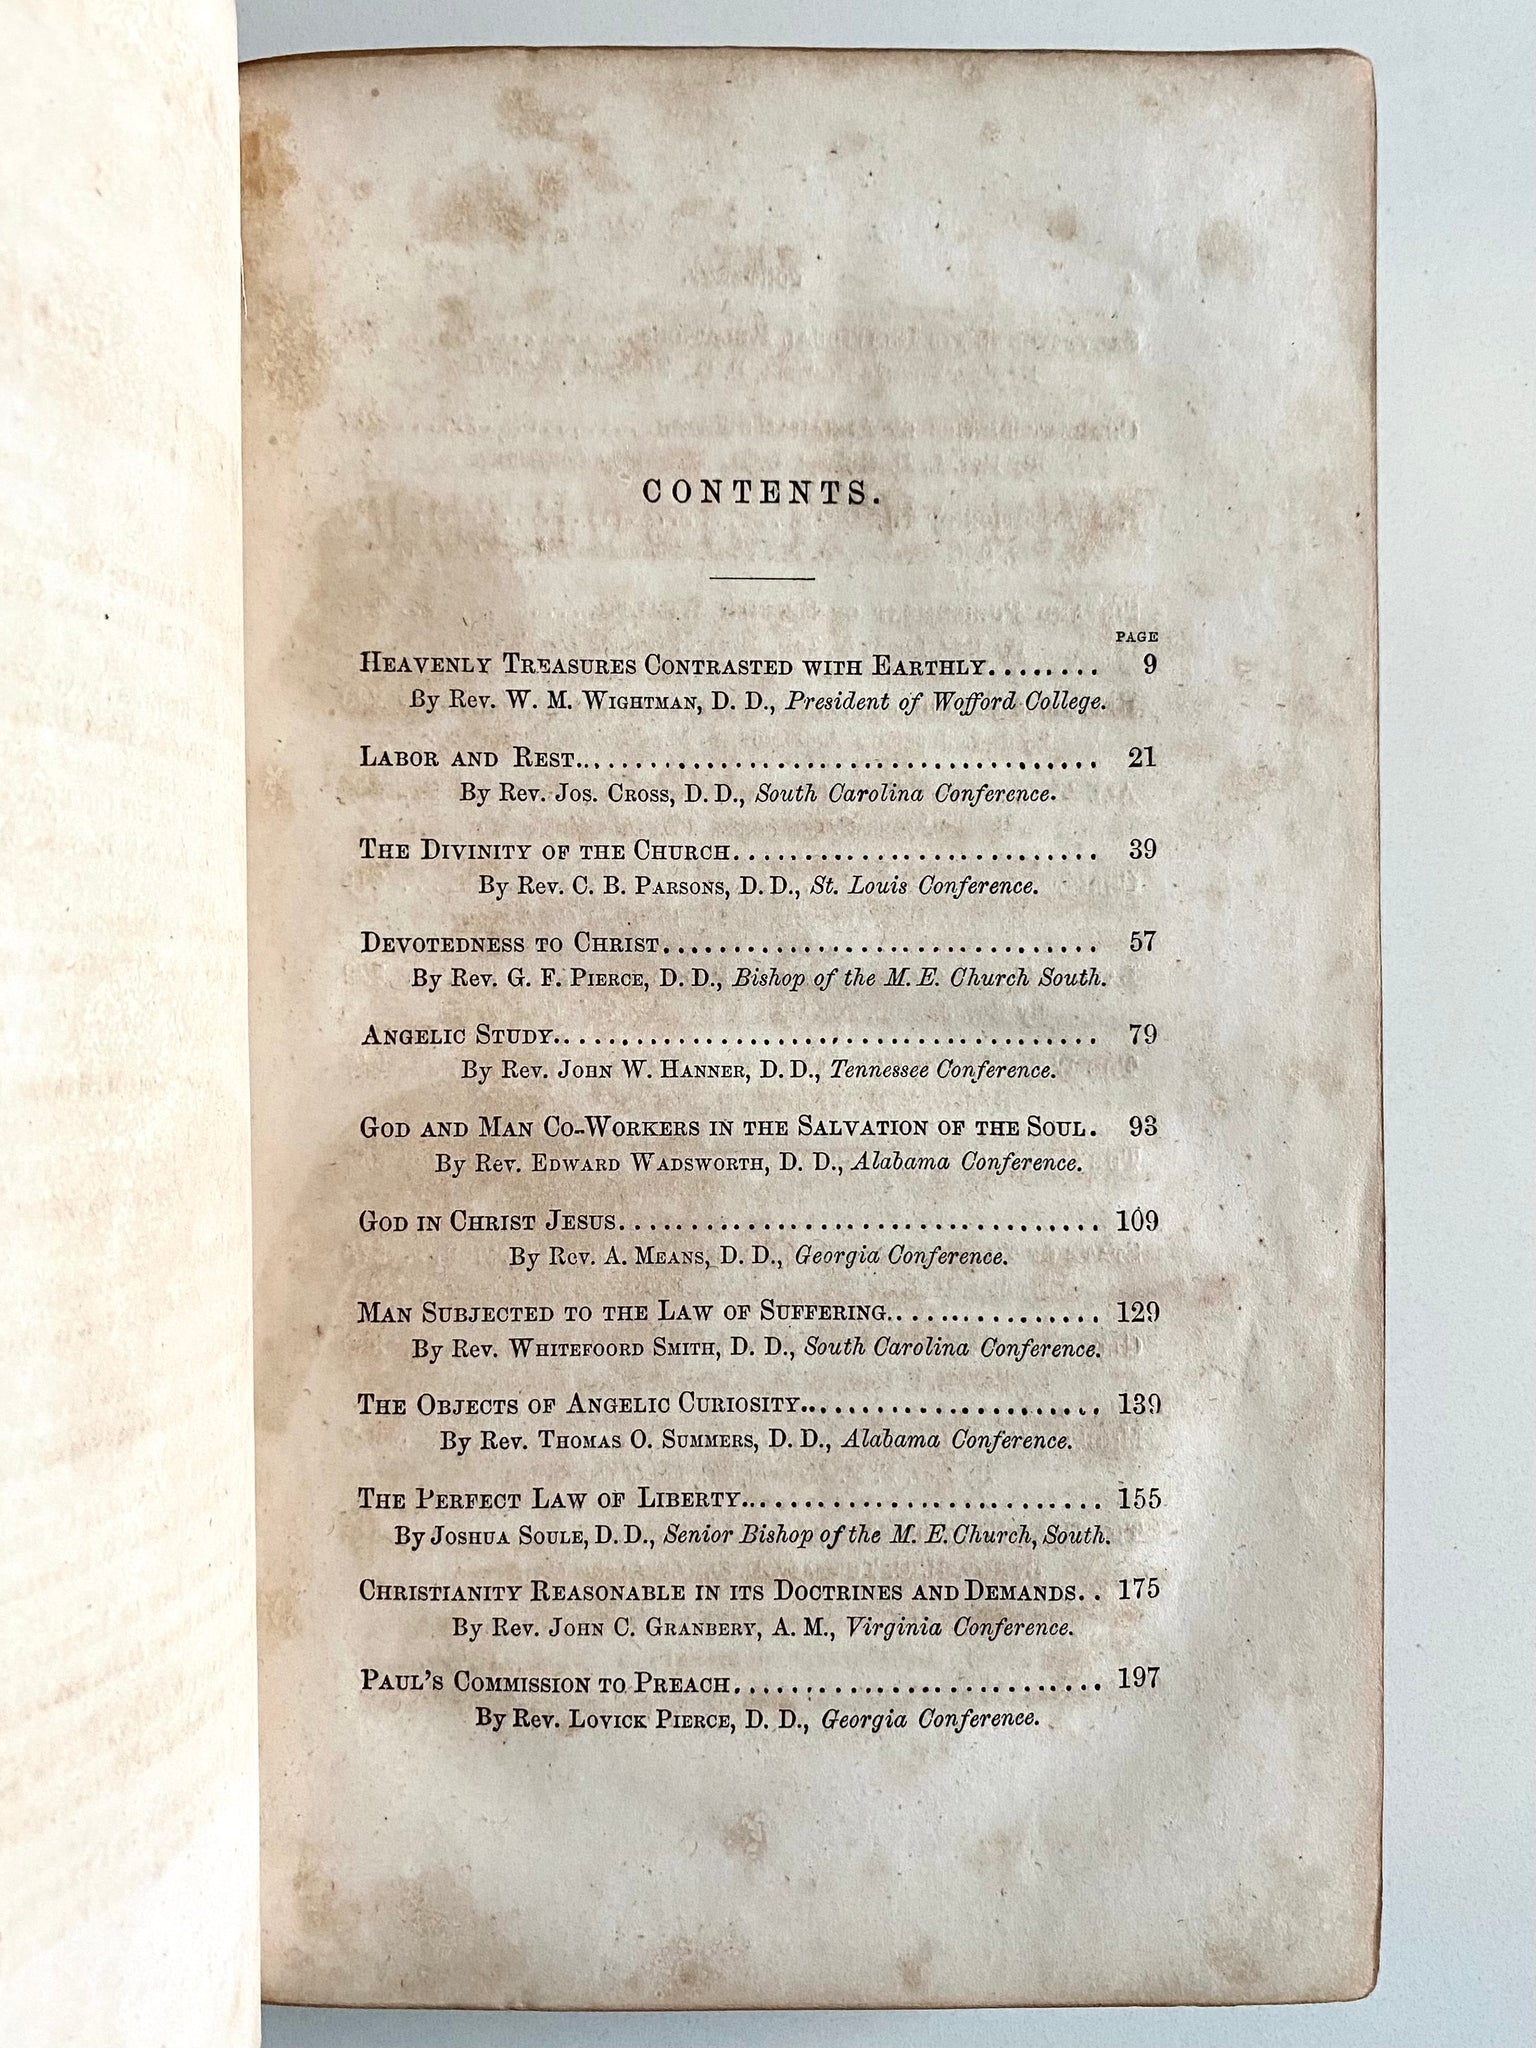 CONTENTS.
PAGE
HEAVENLY TREASURES CONTRASTED WITH EARTHLY........ 9
By Rev. W. M. WIGHTMAN, D. D., President of Wofford College.
LABOR AND REST..................................... 21
By Rev. JOS. CROSS, D. D., South Carolina Conference.
THE DIVINITY OF THE CHURCH.......................... 39
By Rev. C. B. PARSONS, D. D., St. Louis Conference.
DEVOTEDNESS TO CHRIST............................... 57
By Rev. G. F. PIERCE, D. D., Bishop of the M. E. Church South.
ANGELIC STUDY....................................... 79
By Rev. JOHN W. HANNER, D. D., Tennessee Conference.
GOD AND MAN CO-WORKERS IN THE SALVATION OF THE SOUL. 93
By Rev. EDWARD WADSWORTH, D. D., Alabama Conference.
GOD IN CHRIST JESUS.................................. 109
By Rev. A. MEANS, D. D., Georgia Conference.
MAN SUBJECTED TO THE LAW OF SUFFERING............... 129
By Rev. WHITEFOORD SMITH, D. D., South Carolina Conference.
THE OBJECTS OF ANGELIC CURIOSITY..................... 139
By Rev. THOMAS O. SUMMERS, D. D., Alabama Conference.
THE PERFECT LAW OF LIBERTY.......................... 155
By JOSHUA SOULE, D. D., Senior Bishop of the M. E. Church, South.
CHRISTIANITY REASONABLE IN ITS DOCTRINES AND DEMANDS.. 175
By Rev. JOHN C. GRANBERY, A. M., Virginia Conference.
PAUL'S COMMISSION TO PREACH.......................... 197
By Rev. LOVICK PIERCE, D. D., Georgia Conference.